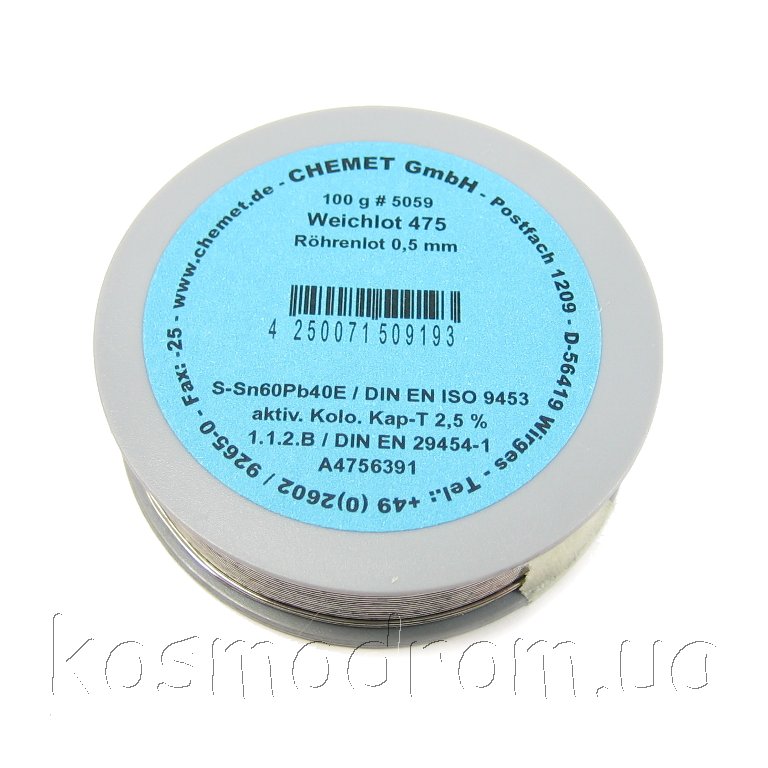 CHEMET GmbH - Postfach 1209 - D-56419 Wirges - Tel.: +49 (0)2602 / 9265-0 - Fax: -25 - www.chemet.de -
100 g # 5059
Weichlot 475
Röhrenlot 0,5 mm
4 250071 509193
S-Sn60Pb40E / DIN EN ISO 9453
aktiv. Kolo. Kap-T 2,5 %
1.1.2.B / DIN EN 29454-1
A4756391
kosmodrom.ua